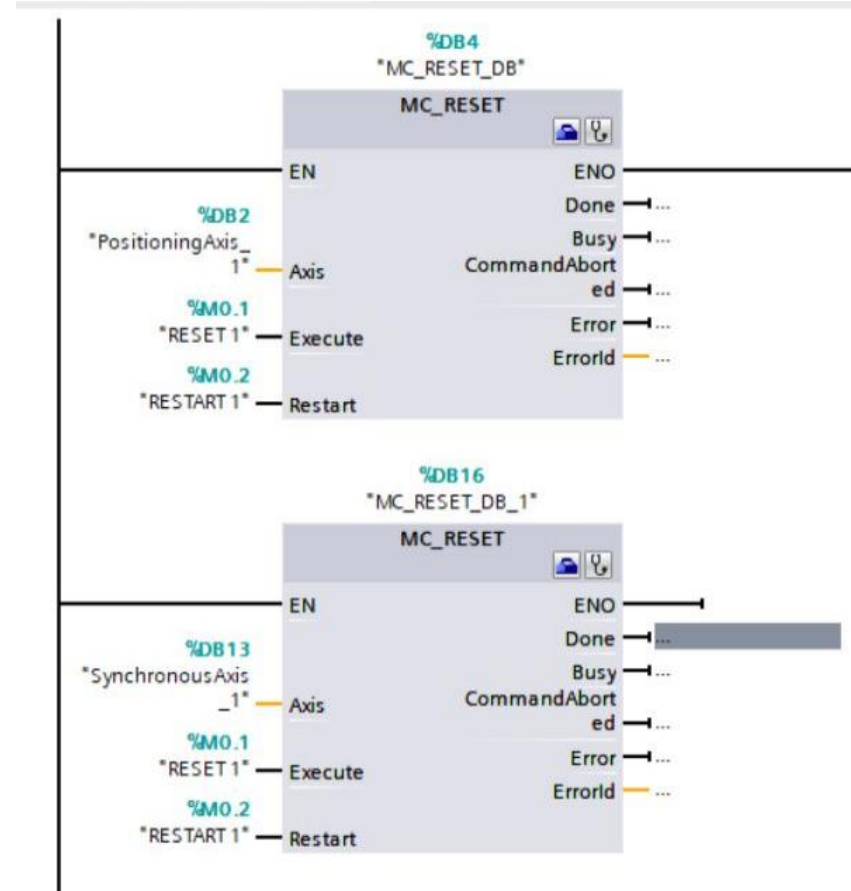 %DB4
"MC_RESET_DB"
MC_RESET
EN
ENO
Done ...
%DB2
"PositioningAxis_
Busy ...
1"
Axis
CommandAbort
ed ...
%M0.1
"RESET 1"
Execute
Error ...
ErrorId ...
%M0.2
"RESTART 1"
Restart
%DB16
"MC_RESET_DB_1"
MC_RESET
EN
ENO
Done ...
%DB13
"SynchronousAxis
Busy ...
_1"
Axis
CommandAbort
ed ...
%M0.1
"RESET 1"
Execute
Error ...
ErrorId ...
%M0.2
"RESTART 1"
Restart